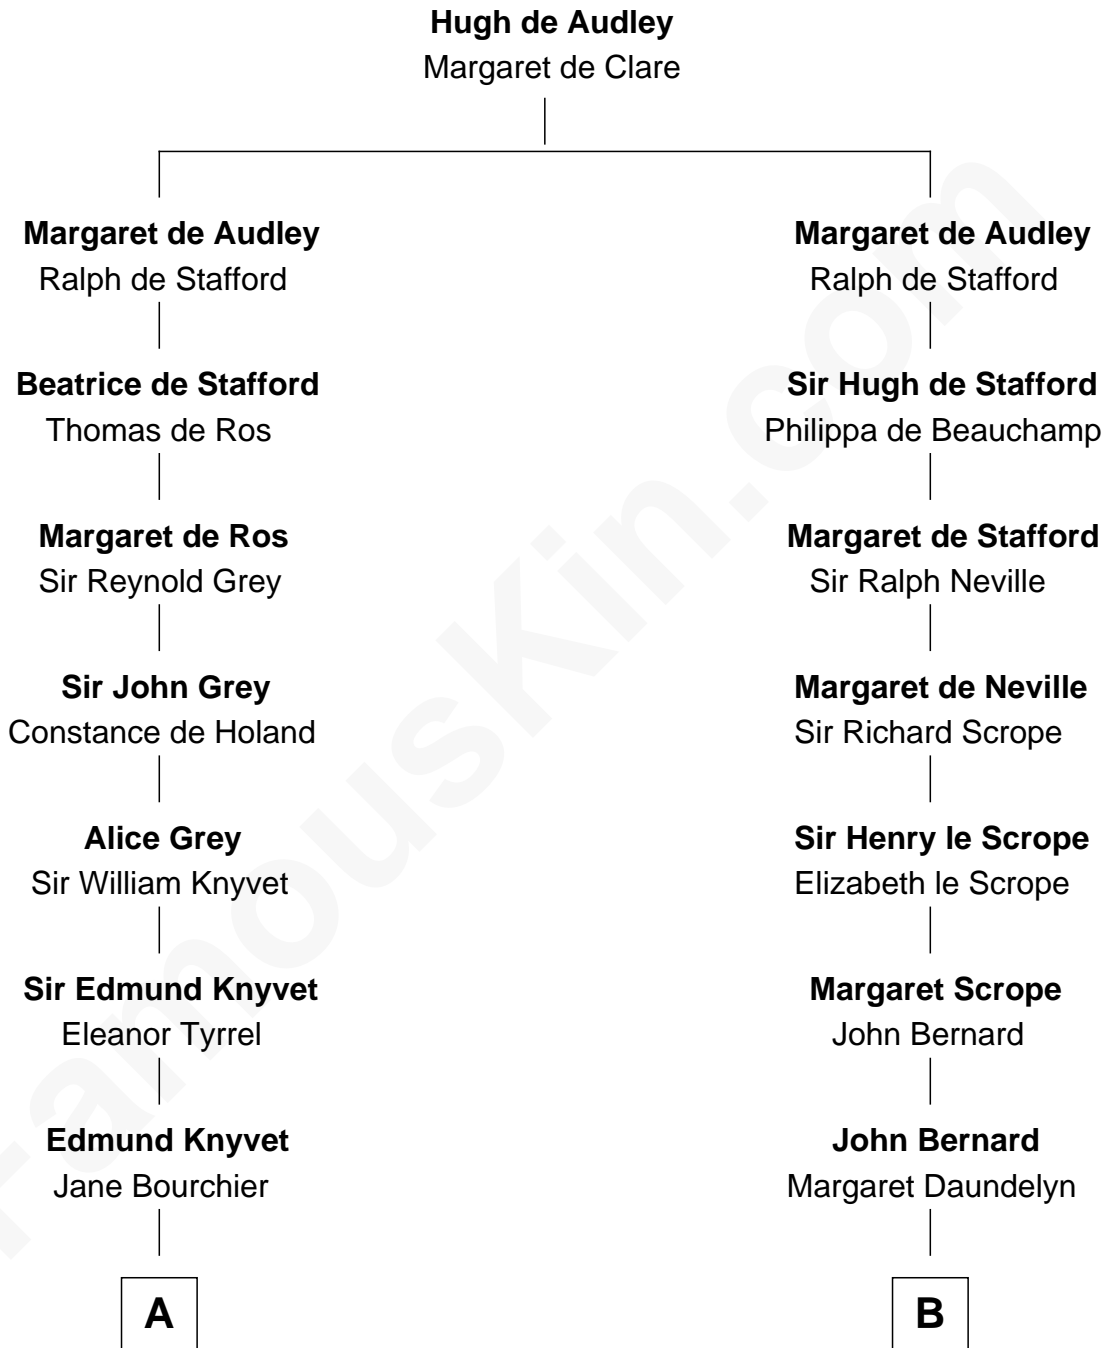 Hugh de Audley
Margaret de Clare
Margaret de Audley
Ralph de Stafford
Margaret de Audley
Ralph de Stafford
Beatrice de Stafford
Thomas de Ros
Sir Hugh de Stafford
Philippa de Beauchamp
Margaret de Ros
Sir Reynold Grey
Margaret de Stafford
Sir Ralph Neville
Sir John Grey
Constance de Holand
Margaret de Neville
Sir Richard Scrope
Alice Grey
Sir William Knyvet
Sir Henry le Scrope
Elizabeth le Scrope
Sir Edmund Knyvet
Eleanor Tyrrel
Margaret Scrope
John Bernard
Edmund Knyvet
Jane Bourchier
John Bernard
Margaret Daundelyn
A
B
FamousKin.com